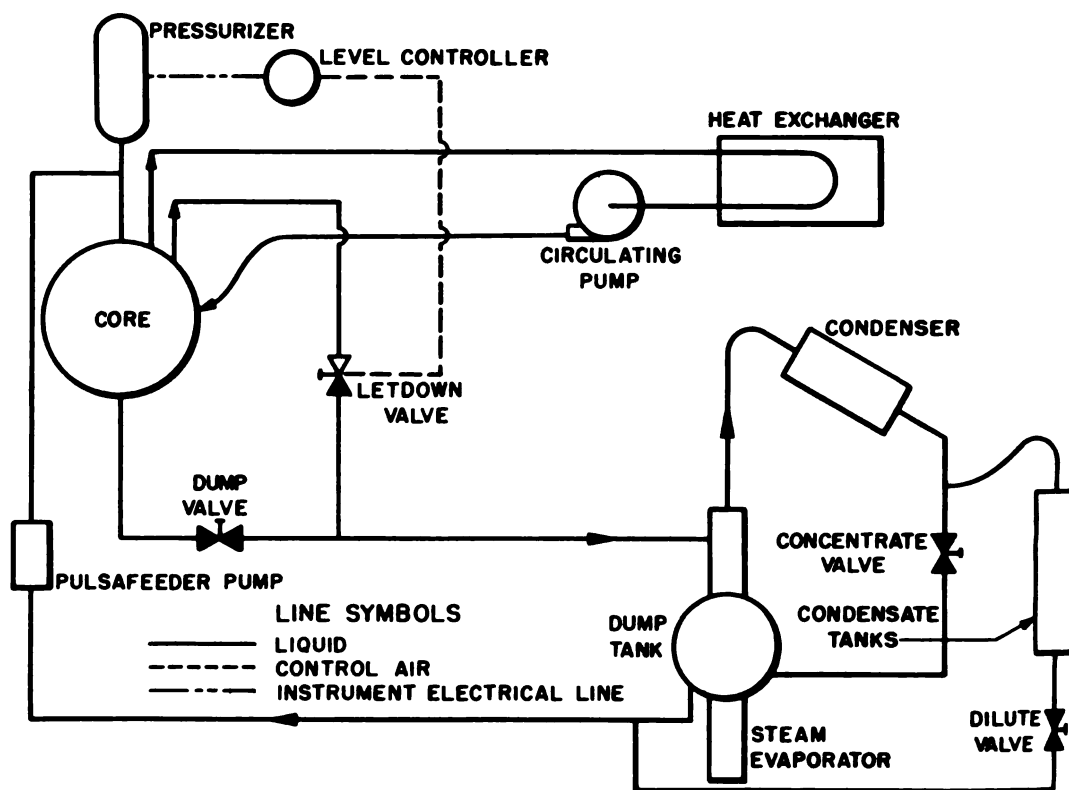 PRESSURIZER
LEVEL CONTROLLER
HEAT EXCHANGER
CIRCULATING
PUMP
CORE
CONDENSER
LETDOWN
VALVE
DUMP
VALVE
PULSAFEEDER PUMP
CONCENTRATE
VALVE
CONDENSATE
TANKS
DUMP
TANK
LINE SYMBOLS
LIQUID
CONTROL AIR
INSTRUMENT ELECTRICAL LINE
STEAM
EVAPORATOR
DILUTE
VALVE